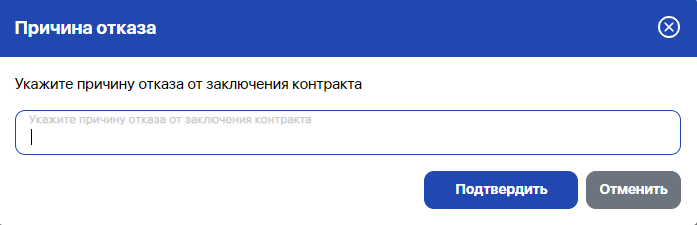 Причина отказа
Укажите причину отказа от заключения контракта
Укажите причину отказа от заключения контракта
Подтвердить Отменить